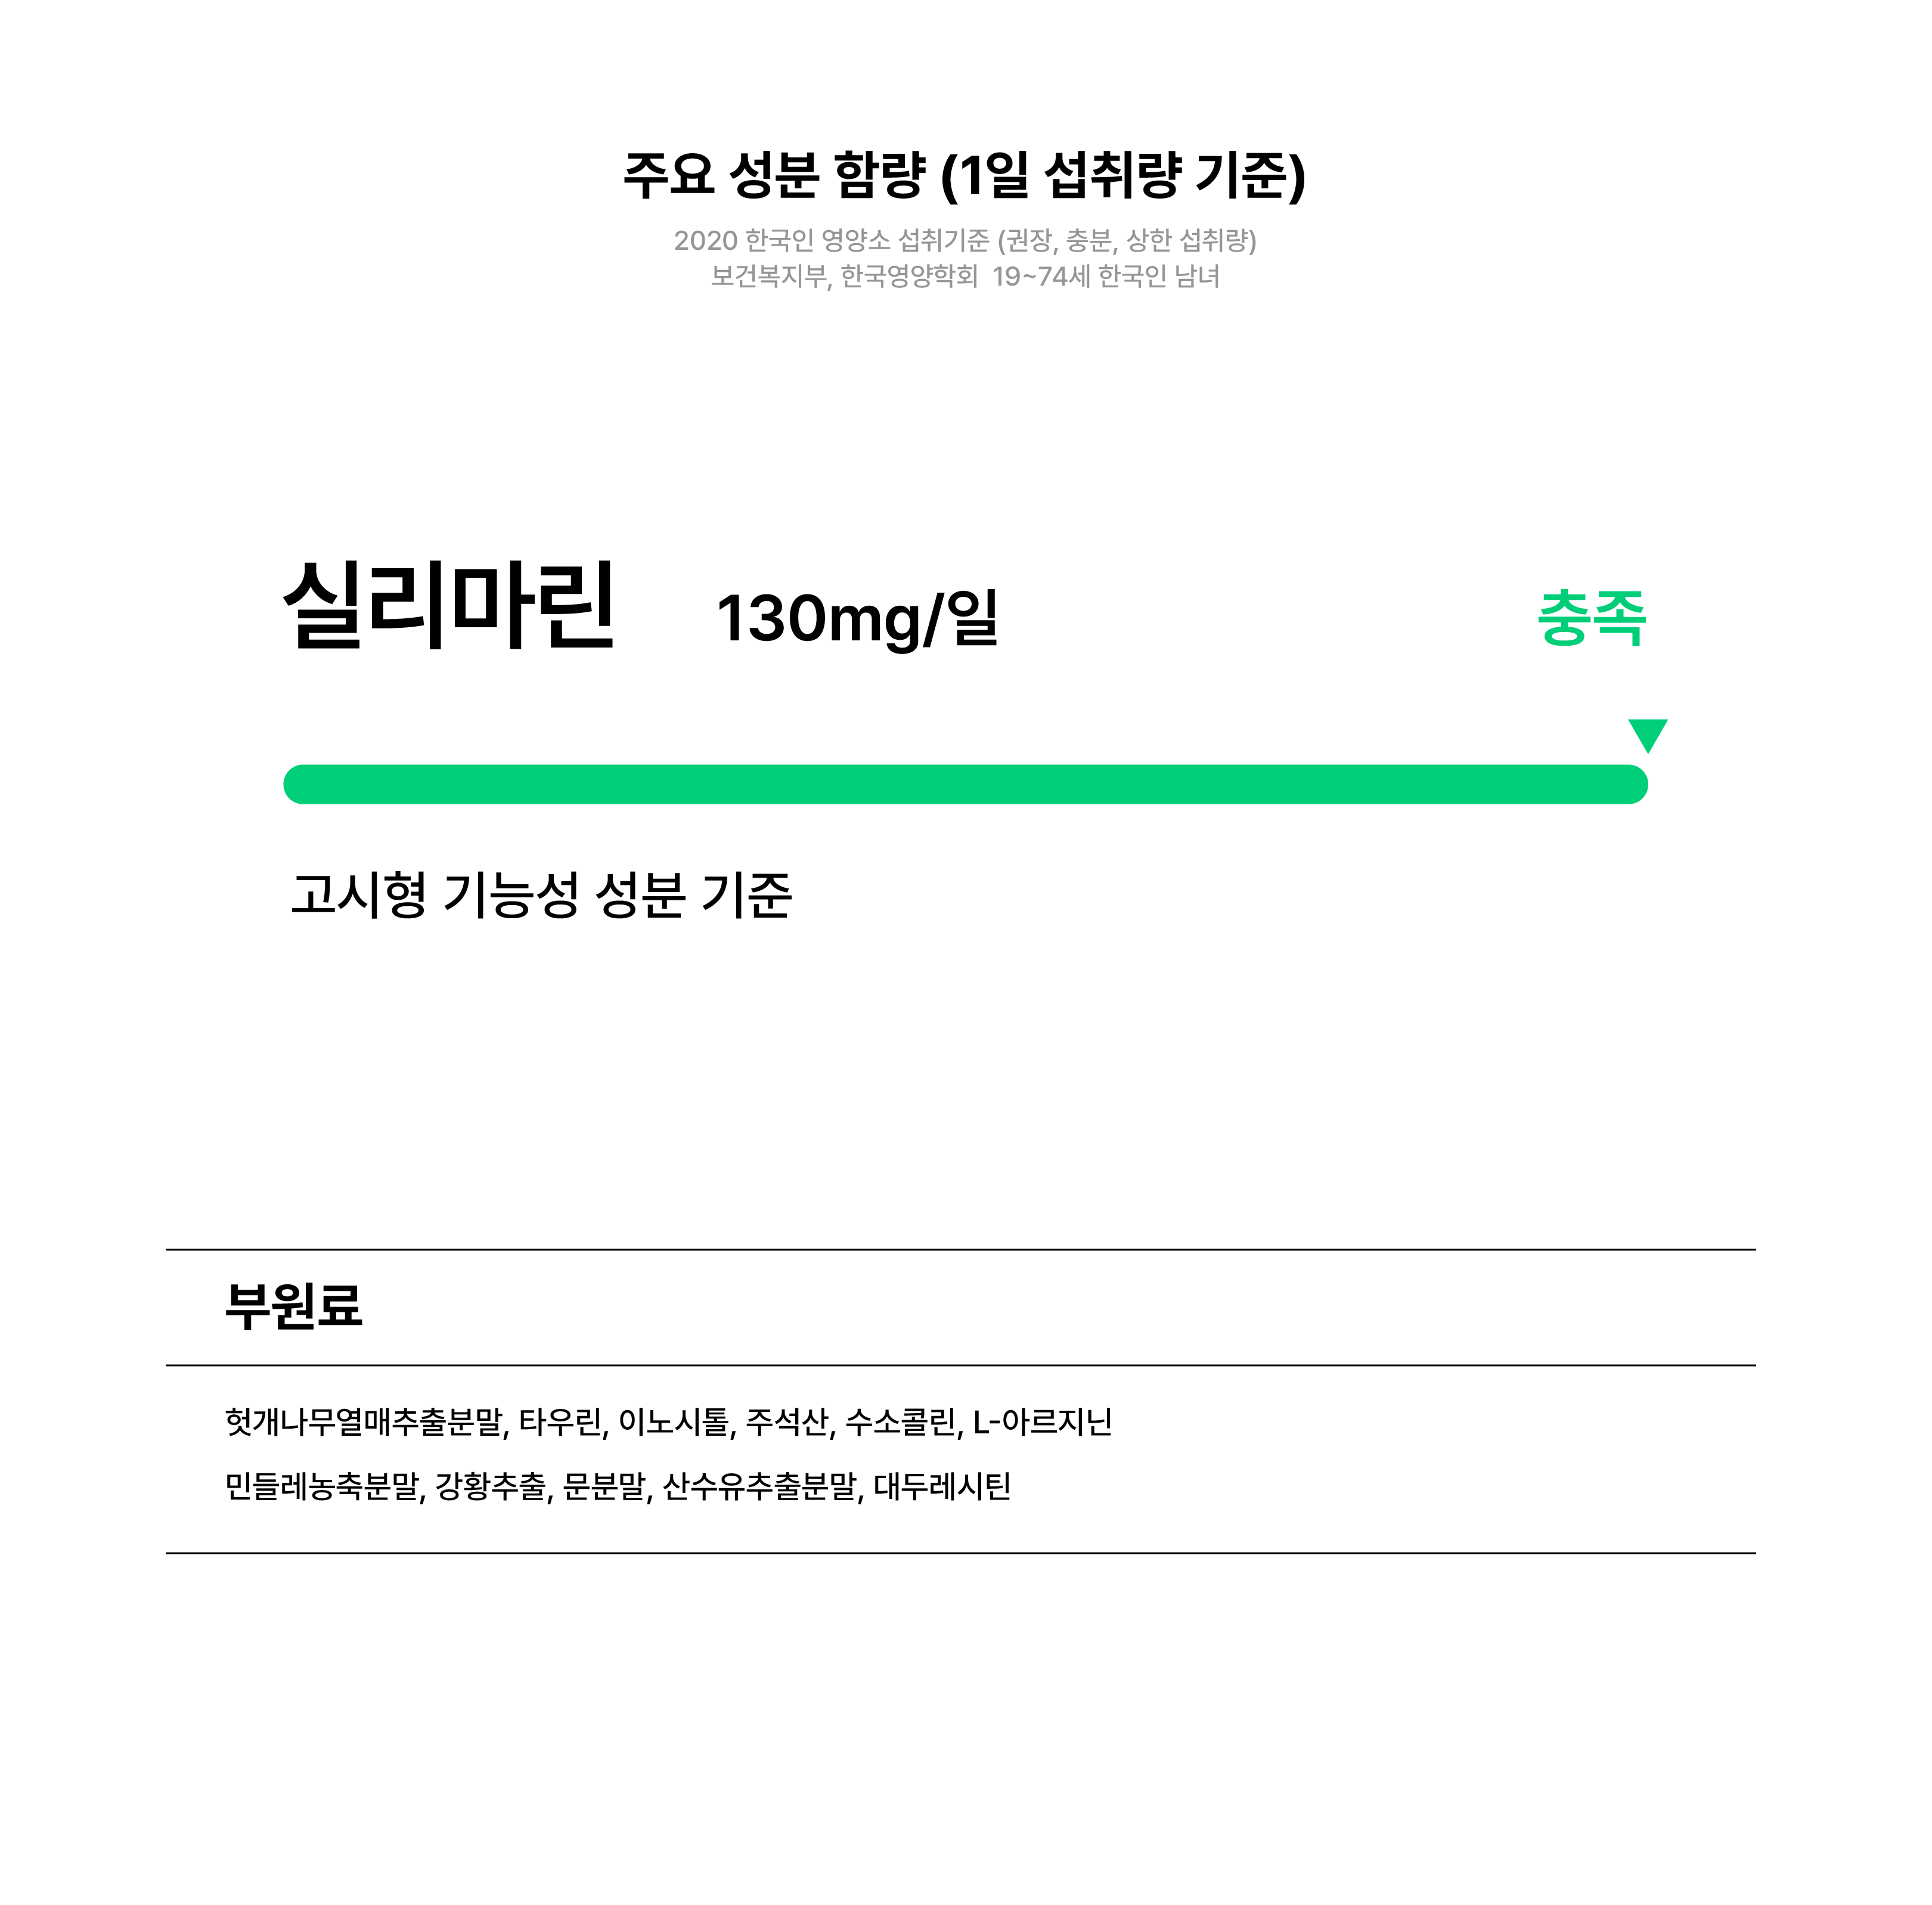 주요 성분 함량 (1일 섭취량 기준)
2020 한국인 영양소 섭취기준 (권장, 충분, 상한 섭취량)
보건복지부, 한국영양학회 19~74세 한국인 남녀
실리마린 130mg/일 충족
고시형 기능성 성분 기준
부원료
헛개나무열매추출분말, 타우린, 이노시톨, 주석산, 수소콜린, L-아르지닌
민들레농축분말, 강황추출, 문부말, 산수유추출분말, 대두레시틴